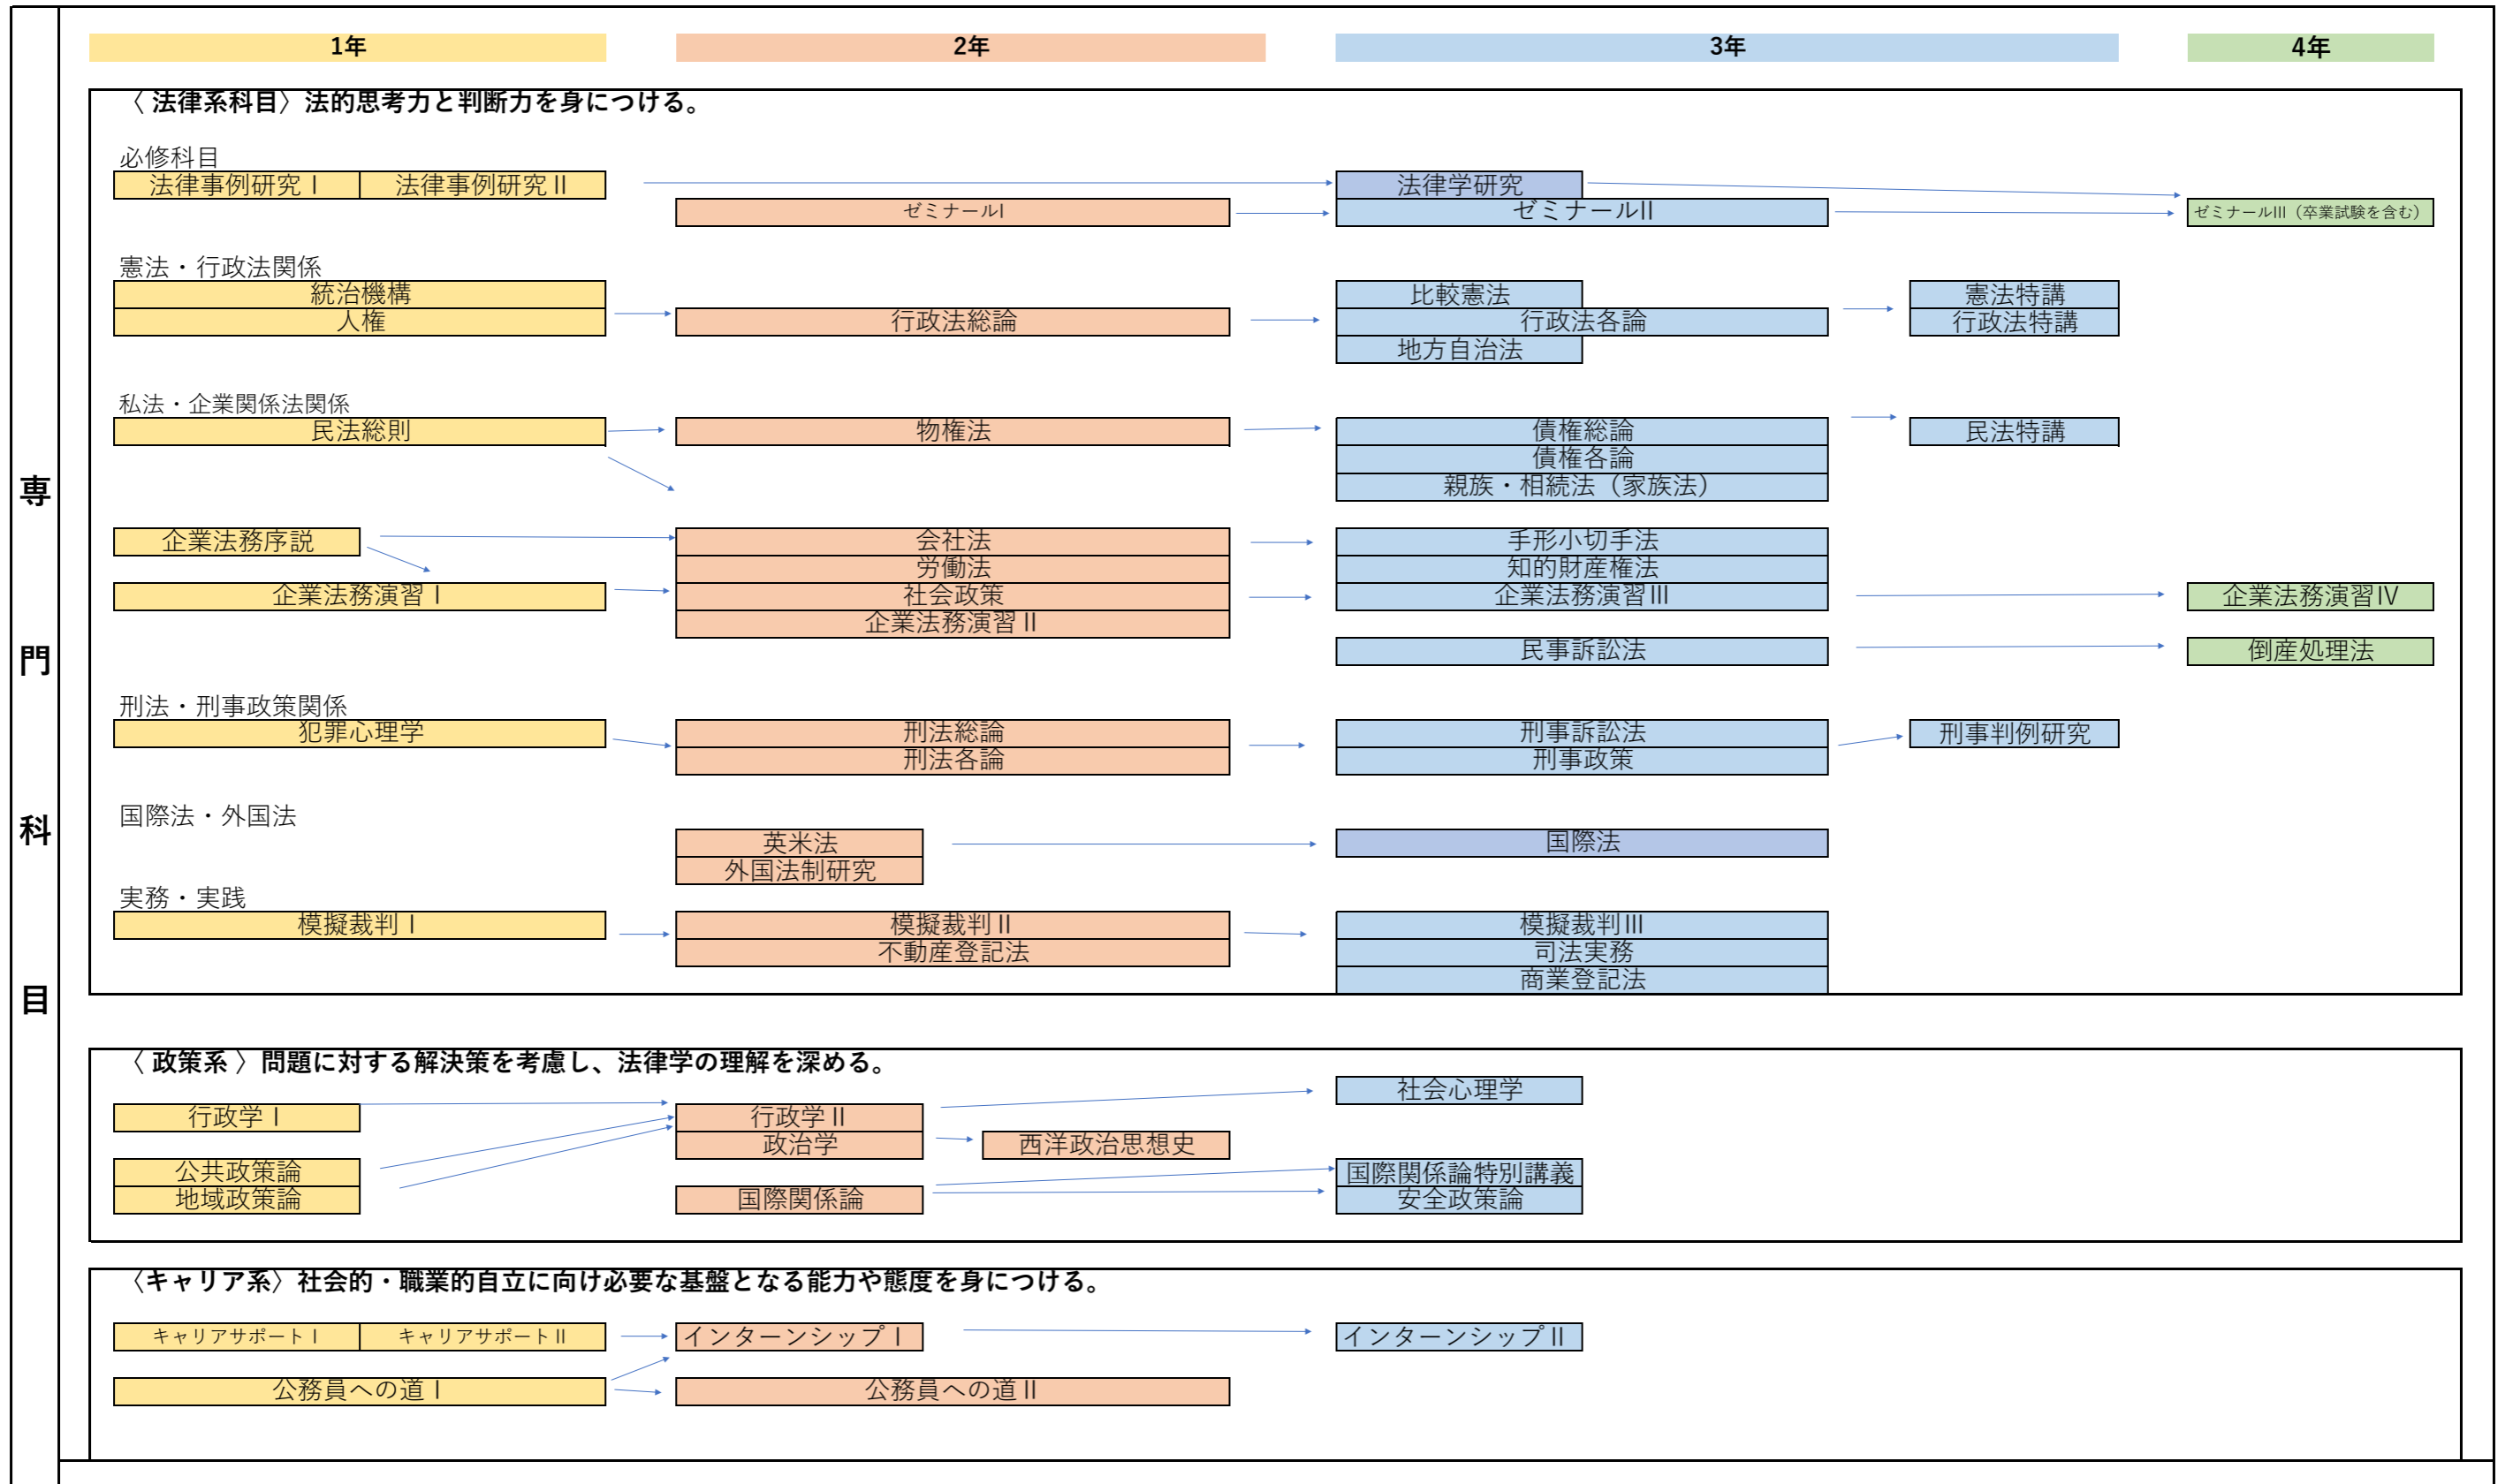 専門科目
1年 2年 3年 4年
〈 法律系科目〉法的思考力と判断力を身につける。
必修科目
法律事例研究Ⅰ 法律事例研究Ⅱ 法律学研究
ゼミナールI ゼミナールII ゼミナールIII（卒業試験を含む）
憲法・行政法関係
統治機構 比較憲法 憲法特講
人権 行政法総論 行政法各論 行政法特講
地方自治法
私法・企業関係法関係
民法総則 物権法 債権総論 民法特講
債権各論
親族・相続法（家族法）
企業法務序説 会社法 手形小切手法
労働法 知的財産権法
企業法務演習Ⅰ 社会政策 企業法務演習Ⅲ 企業法務演習Ⅳ
企業法務演習Ⅱ
民事訴訟法 倒産処理法
刑法・刑事政策関係
犯罪心理学 刑法総論 刑事訴訟法 刑事判例研究
刑法各論 刑事政策
国際法・外国法
英米法 国際法
外国法制研究
実務・実践
模擬裁判Ⅰ 模擬裁判Ⅱ 模擬裁判Ⅲ
不動産登記法 司法実務
商業登記法
〈 政策系 〉問題に対する解決策を考慮し、法律学の理解を深める。
社会心理学
行政学Ⅰ 行政学Ⅱ
政治学 西洋政治思想史
公共政策論 国際関係論特別講義
地域政策論 国際関係論 安全政策論
〈キャリア系〉社会的・職業的自立に向け必要な基盤となる能力や態度を身につける。
キャリアサポートⅠ キャリアサポートⅡ インターンシップⅠ インターンシップⅡ
公務員への道Ⅰ 公務員への道Ⅱ